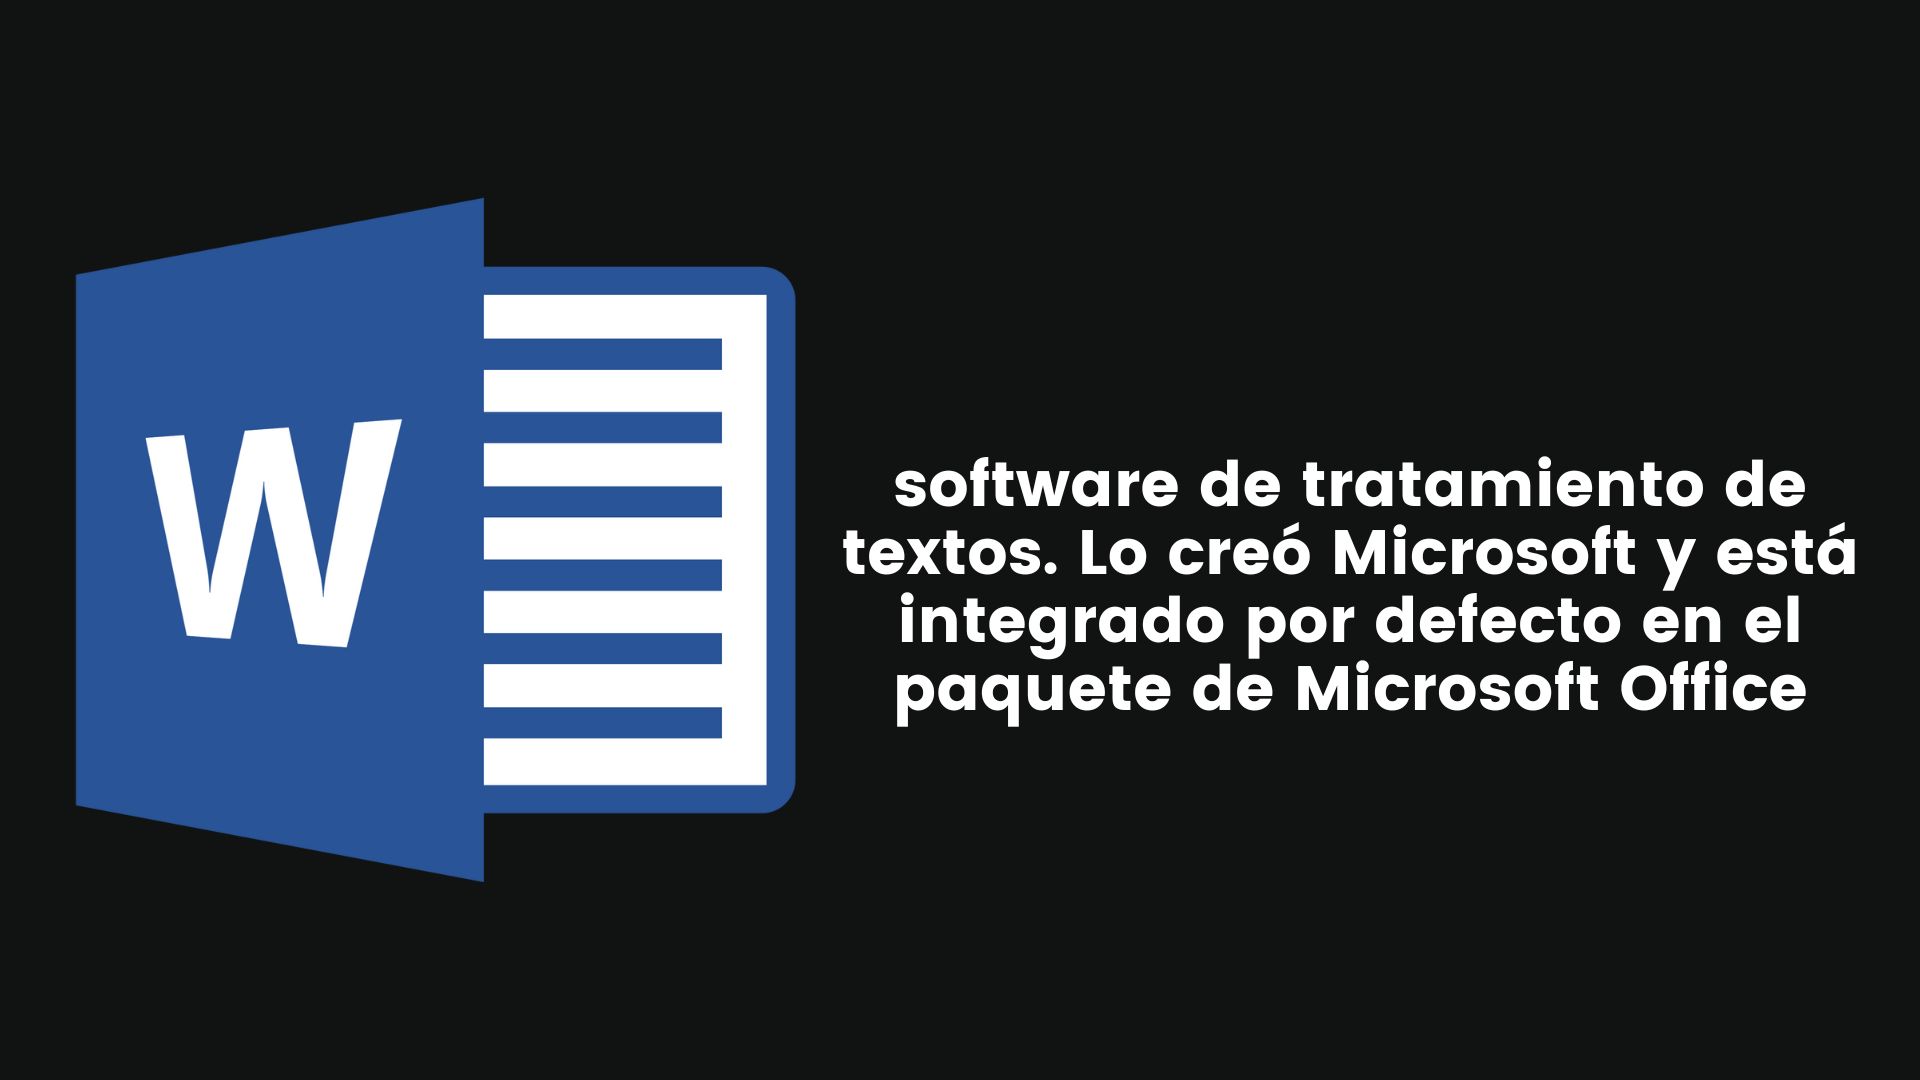 W
software de tratamiento de
textos. Lo creó Microsoft y está
integrado por defecto en el
paquete de Microsoft Office